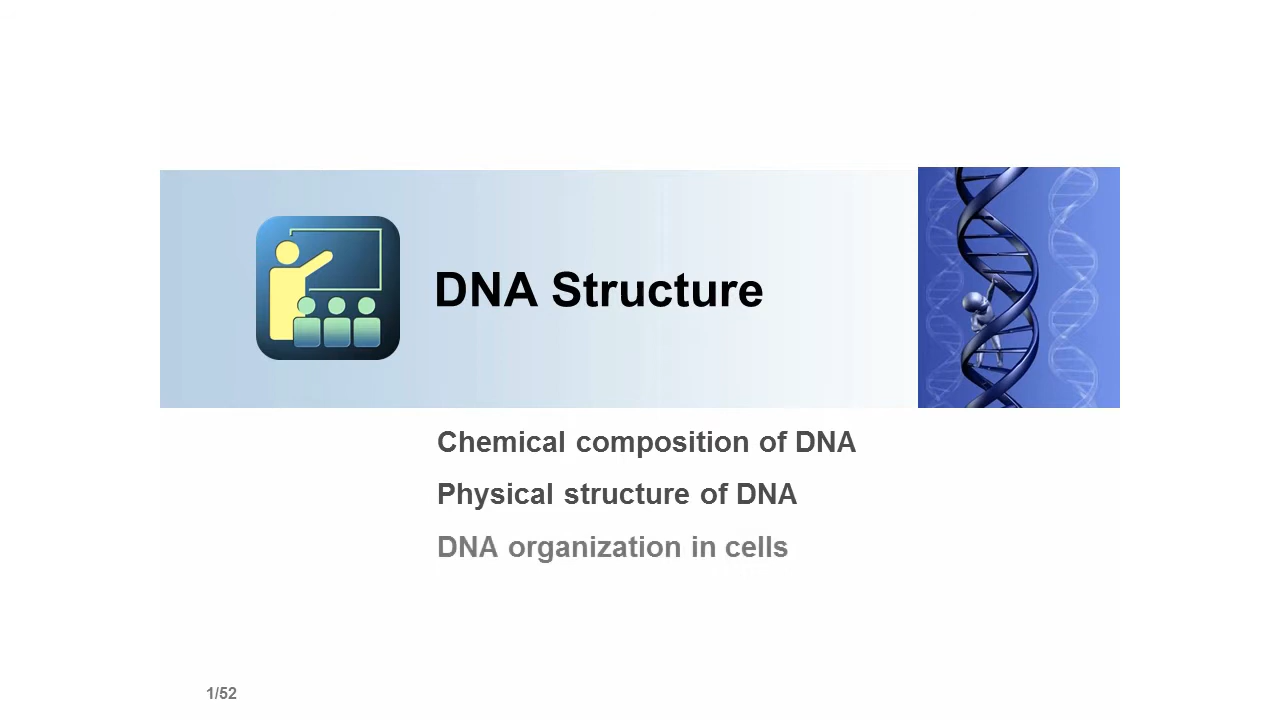 DNA Structure
Chemical composition of DNA
Physical structure of DNA
DNA organization in cells
1/52